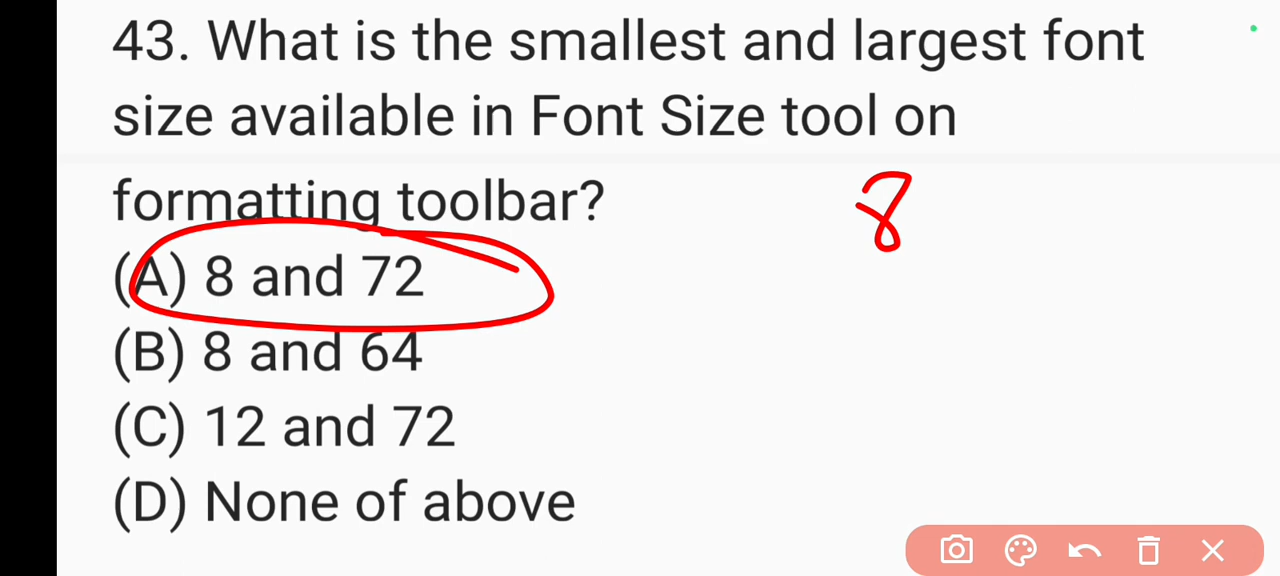 43. What is the smallest and largest font
size available in Font Size tool on
formatting toolbar?
8
(A) 8 and 72
(B) 8 and 64
(C) 12 and 72
(D) None of above